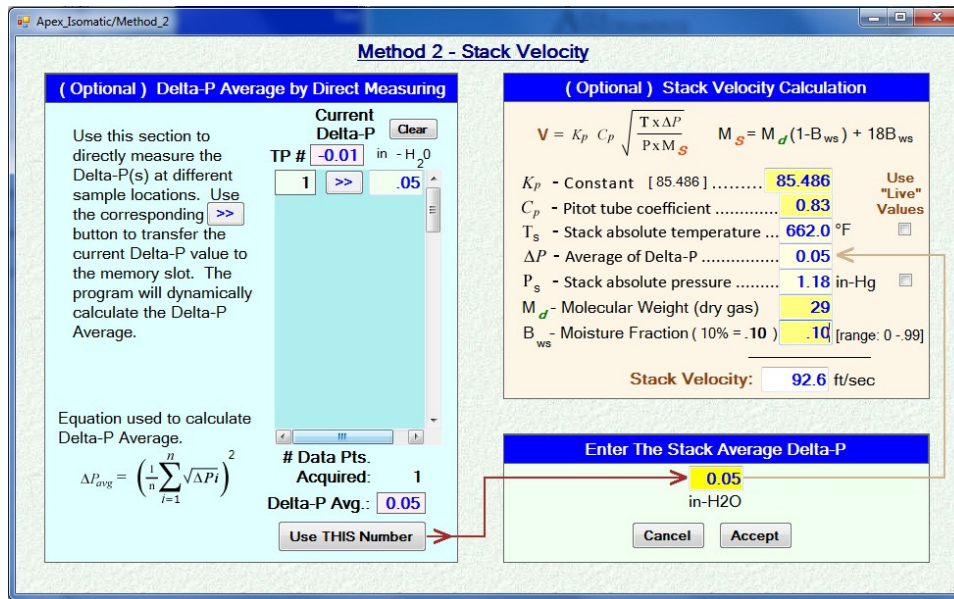 Apex_Isomatic/Method_2
Method 2 - Stack Velocity
( Optional ) Delta-P Average by Direct Measuring
Use this section to
directly measure the
Delta-P(s) at different
sample locations. Use
the corresponding >>
button to transfer the
current Delta-P value to
the memory slot. The
program will dynamically
calculate the Delta-P
Average.
Current
Delta-P Clear
TP # -0.01 in - H20
1 >> .05
Equation used to calculate
Delta-P Average.
ΔPavg = ( 1/n n∑i=1 √ΔPi )2
# Data Pts.
Acquired: 1
Delta-P Avg.: 0.05
Use THIS Number
( Optional ) Stack Velocity Calculation
V = Kp Cp √ T x ΔP / P x MS MS = Md(1-Bws) + 18Bws
Use
"Live"
Values
Kp - Constant [ 85.486 ] ......... 85.486
Cp - Pitot tube coefficient ............. 0.83
Ts - Stack absolute temperature ... 662.0 °F
ΔP - Average of Delta-P ............... 0.05
Ps - Stack absolute pressure ......... 1.18 in-Hg
Md - Molecular Weight (dry gas) 29
Bws - Moisture Fraction ( 10% = .10 ) .10 [range: 0 -.99]
Stack Velocity: 92.6 ft/sec
Enter The Stack Average Delta-P
0.05
in-H2O
Cancel Accept